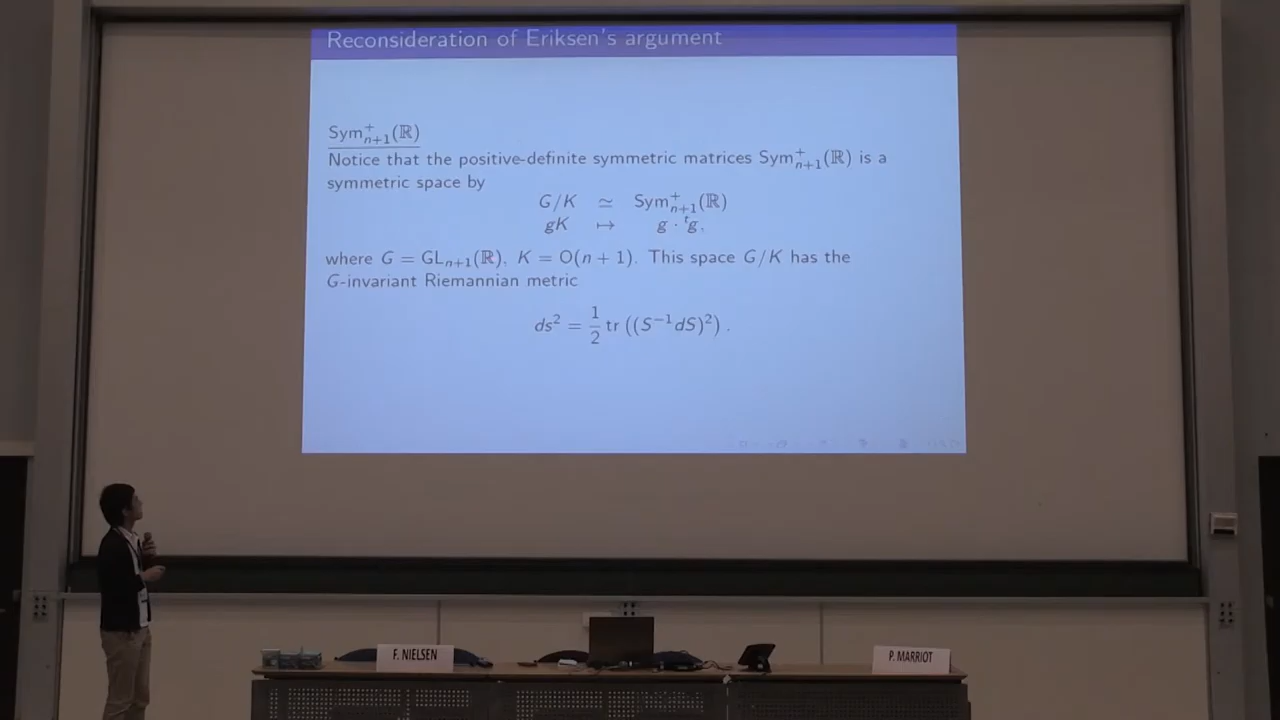 Reconsideration of Eriksen's argument
Sym⁺ₙ₊₁(ℝ)
Notice that the positive-definite symmetric matrices Sym⁺ₙ₊₁(ℝ) is a
symmetric space by
G/K ≃ Sym⁺ₙ₊₁(ℝ)
gK ↦ g · ᵗg,
where G = GLₙ₊₁(ℝ), K = O(n + 1). This space G/K has the
G-invariant Riemannian metric
ds² = 1/2 tr ((S⁻¹dS)²) .
F. NIELSEN
P. MARRIOT